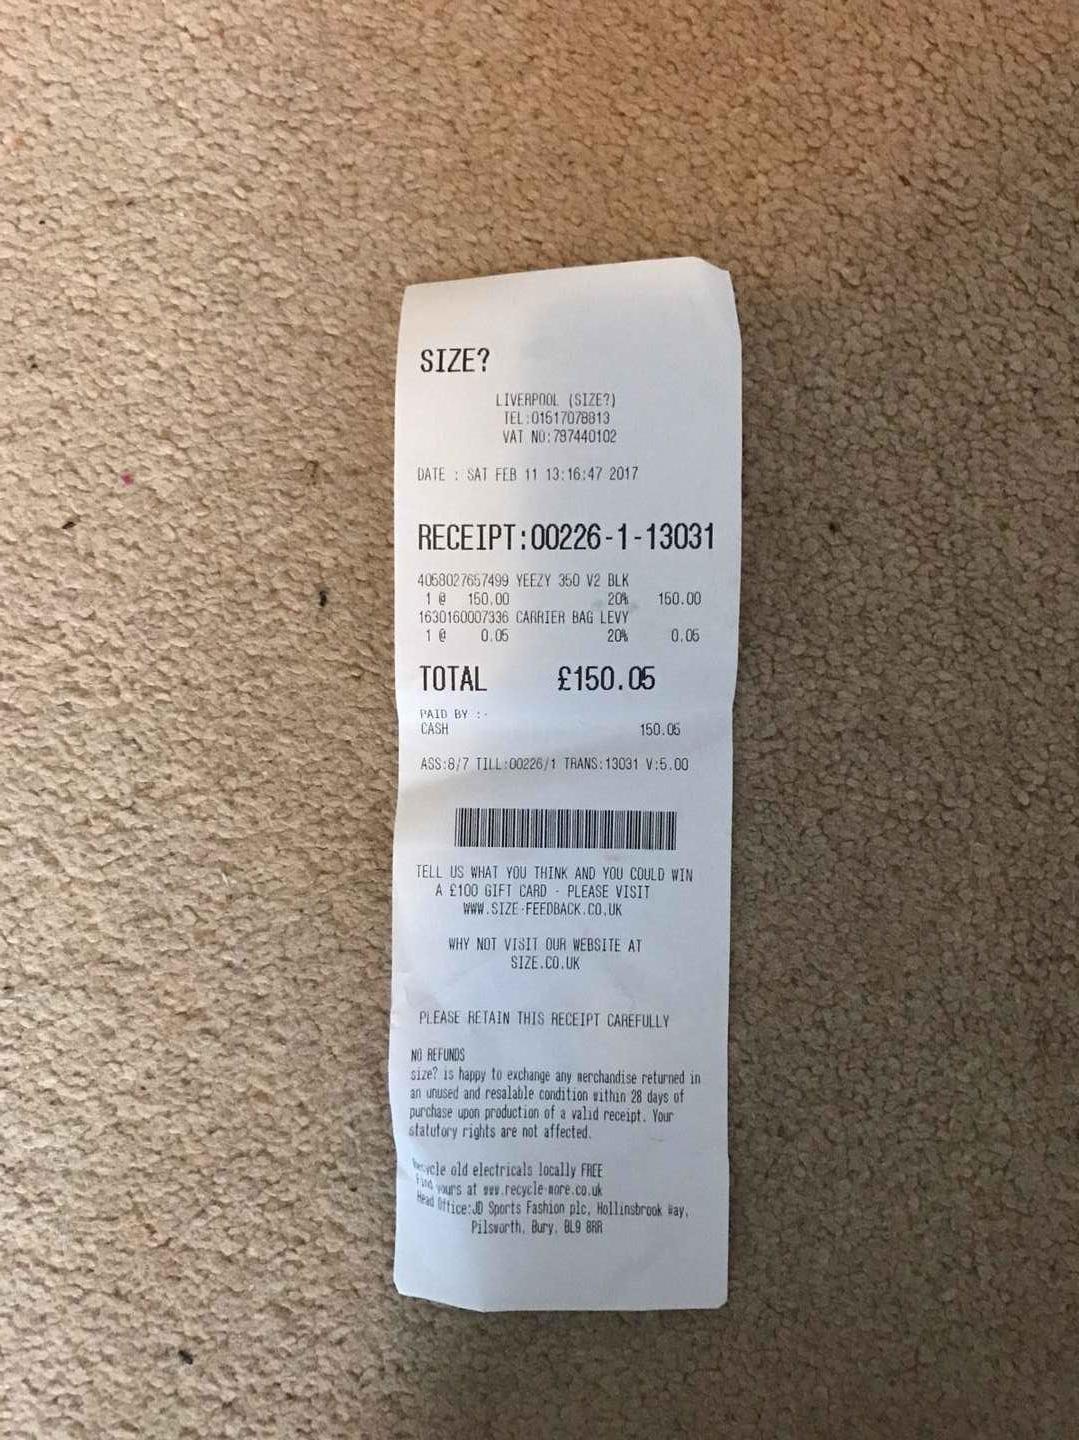 SIZE?
LIVERPOOL (SIZE?)
TEL:01517078813
VAT NO:797440102
DATE : SAT FEB 11 13:16:47 2017
RECEIPT:00226-1-13031
4058027657499 YEEZY 350 V2 BLK
1 @ 150.00 20% 150.00
1630160007336 CARRIER BAG LEVY
1 @ 0.05 20% 0.05
TOTAL £150.05
PAID BY :-
CASH 150.05
ASS:8/7 TILL:00226/1 TRANS:13031 V:5.00
TELL US WHAT YOU THINK AND YOU COULD WIN
A £100 GIFT CARD - PLEASE VISIT
WWW.SIZE-FEEDBACK.CO.UK
WHY NOT VISIT OUR WEBSITE AT
SIZE.CO.UK
PLEASE RETAIN THIS RECEIPT CAREFULLY
NO REFUNDS
size? is happy to exchange any merchandise returned in
an unused and resalable condition within 28 days of
purchase upon production of a valid receipt. Your
statutory rights are not affected.
Recycle old electricals locally FREE
Find yours at www.recycle-more.co.uk
Head Office:JD Sports Fashion plc, Hollinsbrook Way,
Pilsworth, Bury, BL9 8RR